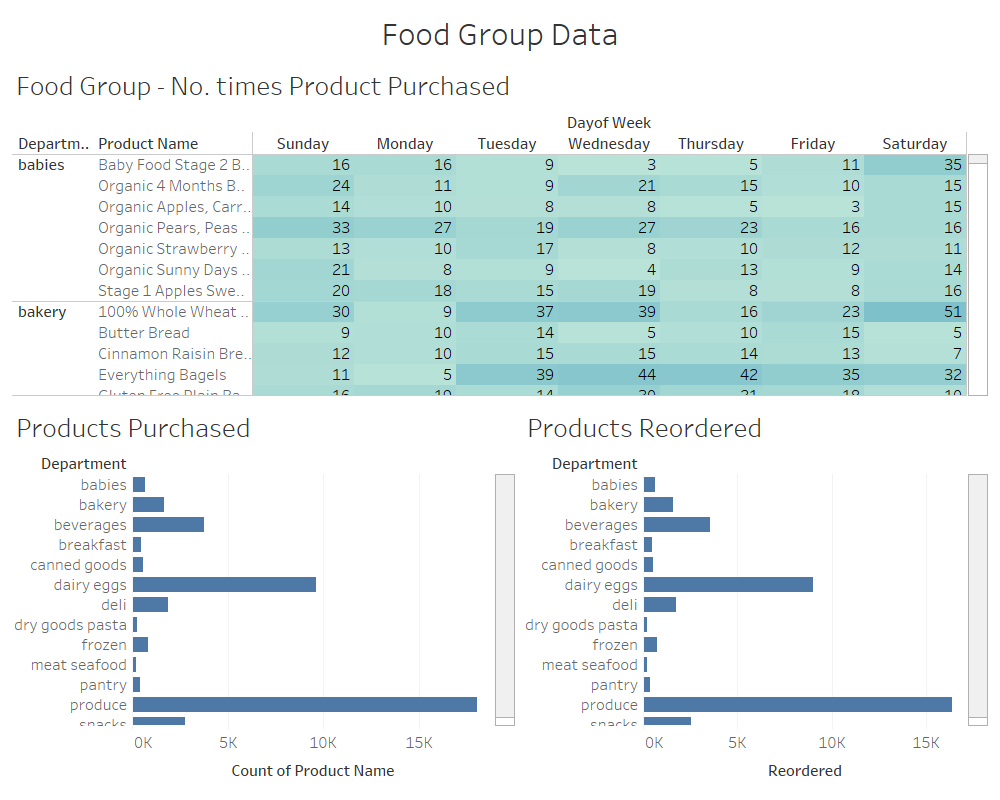 Food Group Data
Food Group - No. times Product Purchased
Dayof Week
Departm.. Product Name Sunday Monday Tuesday Wednesday Thursday Friday Saturday
babies Baby Food Stage 2 B.. 16 16 9 3 5 11 35
Organic 4 Months B.. 24 11 9 21 15 10 15
Organic Apples, Carr.. 14 10 8 8 5 3 15
Organic Pears, Peas .. 33 27 19 27 23 16 16
Organic Strawberry .. 13 10 17 8 10 12 11
Organic Sunny Days .. 21 8 9 4 13 9 14
Stage 1 Apples Swe.. 20 18 15 19 8 8 16
bakery 100% Whole Wheat .. 30 9 37 39 16 23 51
Butter Bread 9 10 14 5 10 15 5
Cinnamon Raisin Bre.. 12 10 15 15 14 13 7
Everything Bagels 11 5 39 44 42 35 32
Products Purchased
Department
babies
bakery
beverages
breakfast
canned goods
dairy eggs
deli
dry goods pasta
frozen
meat seafood
pantry
produce
snacks
0K 5K 10K 15K
Count of Product Name
Products Reordered
Department
babies
bakery
beverages
breakfast
canned goods
dairy eggs
deli
dry goods pasta
frozen
meat seafood
pantry
produce
snacks
0K 5K 10K 15K
Reordered